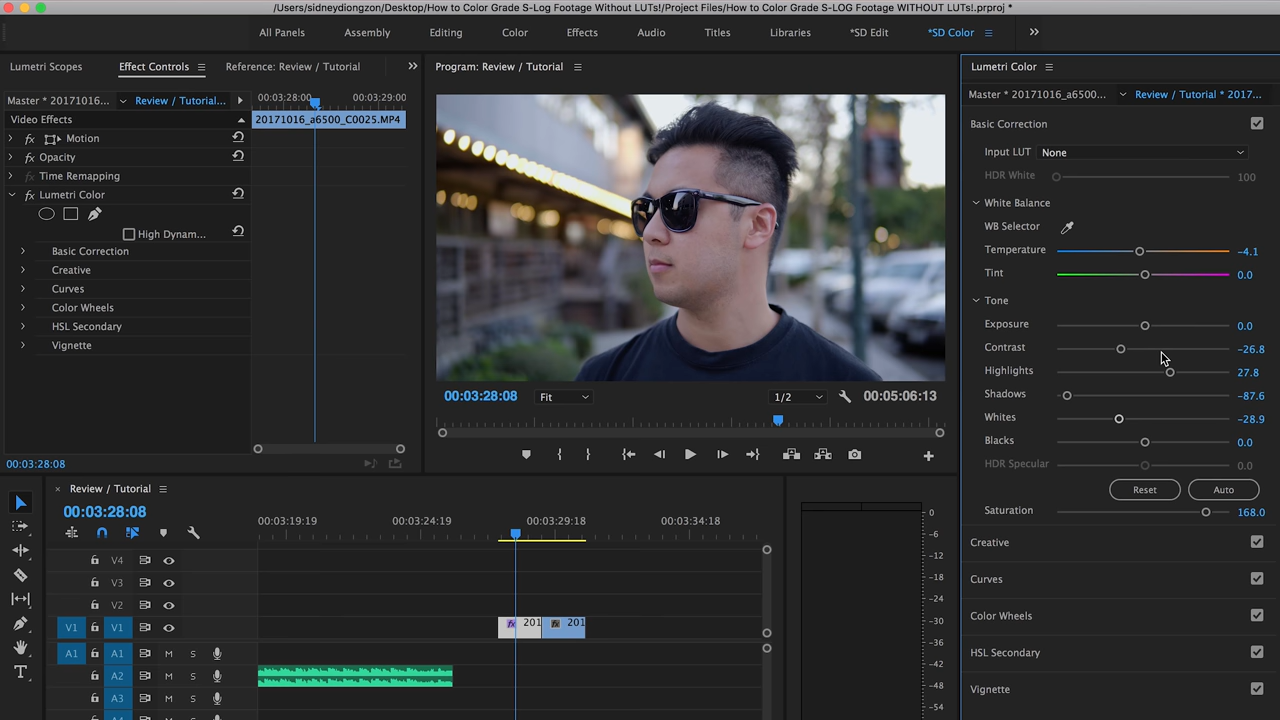 /Users/sidneydiongzon/Desktop/How to Color Grade S-Log Footage Without LUTs!/Project Files/How to Color Grade S-LOG Footage WITHOUT LUTs!.prproj *
All Panels Assembly Editing Color Effects Audio Titles Libraries *SD Edit *SD Color
Lumetri Scopes Effect Controls Reference: Review / Tutorial
Master * 20171016... Review / Tutorial...
00:03:28:00 00:03:29:00
Video Effects
20171016_a6500_C0025.MP4
fx Motion
fx Opacity
fx Time Remapping
fx Lumetri Color
High Dynam...
Basic Correction
Creative
Curves
Color Wheels
HSL Secondary
Vignette
00:03:28:08
Program: Review / Tutorial
00:03:28:08 Fit 1/2 00:05:06:13
Lumetri Color
Master * 20171016_a6500... Review / Tutorial * 2017...
Basic Correction
Input LUT None
HDR White 100
White Balance
WB Selector
Temperature -4.1
Tint 0.0
Tone
Exposure 0.0
Contrast -26.8
Highlights 27.8
Shadows -87.6
Whites -28.9
Blacks 0.0
HDR Specular 0.0
Reset Auto
Saturation 168.0
Creative
Curves
Color Wheels
HSL Secondary
Vignette
× Review / Tutorial
00:03:28:08
00:03:19:19 00:03:24:19 00:03:29:18 00:03:34:18
V4
V3
V2
V1 V1 fx 201 fx 201
A1 A1 M S
A2 M S
A3 M S
T
0
-6
-12
-18
-24
-30
-36
-42
-48
-54